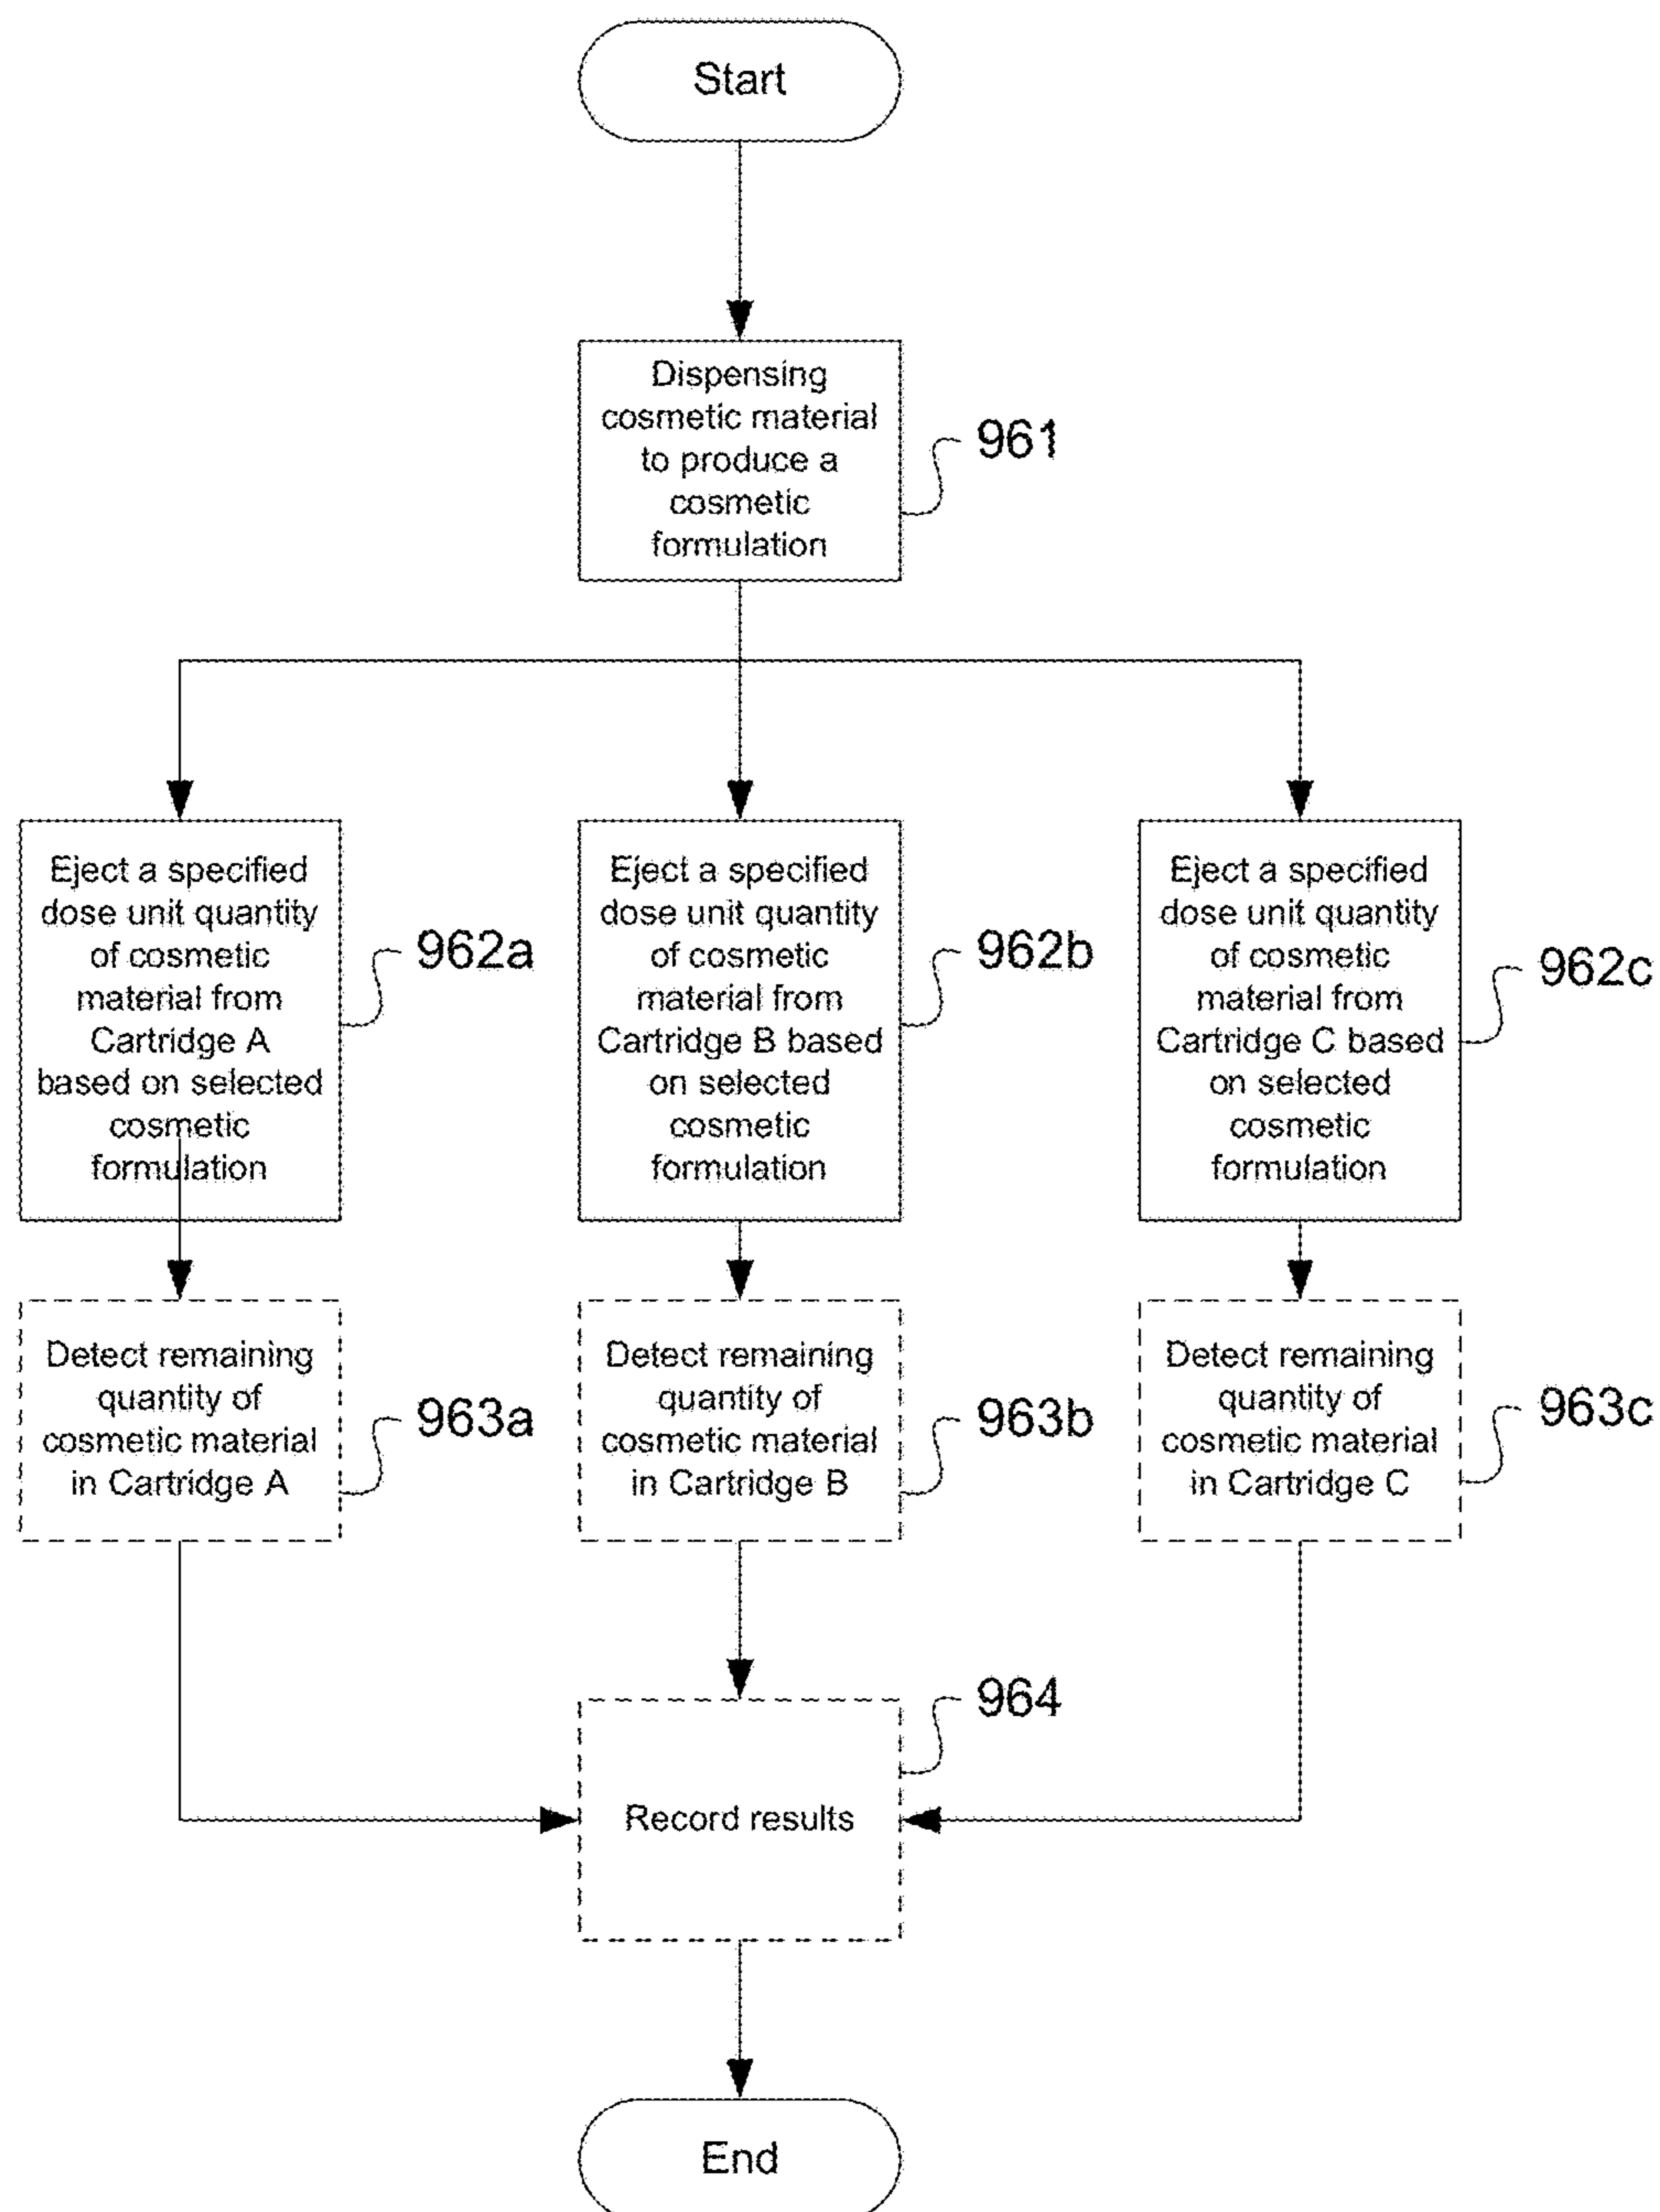 Start
Dispensing
cosmetic material
to produce a
cosmetic
formulation
961
Eject a specified
dose unit quantity
of cosmetic
material from
Cartridge A
based on selected
cosmetic
formulation
962a
Eject a specified
dose unit quantity
of cosmetic
material from
Cartridge B based
on selected
cosmetic
formulation
962b
Eject a specified
dose unit quantity
of cosmetic
material from
Cartridge C based
on selected
cosmetic
formulation
962c
Detect remaining
quantity of
cosmetic material
in Cartridge A
963a
Detect remaining
quantity of
cosmetic material
in Cartridge B
963b
Detect remaining
quantity of
cosmetic material
in Cartridge C
963c
Record results
964
End